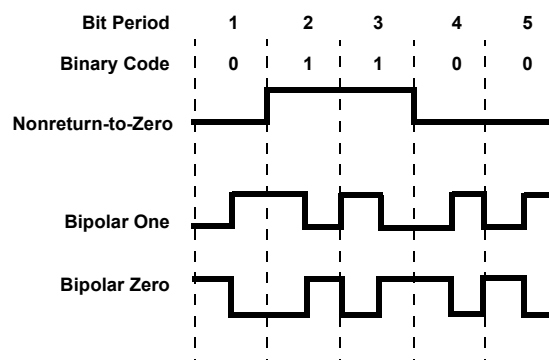 Bit Period 1 2 3 4 5
Binary Code 0 1 1 0 0
Nonreturn-to-Zero
Bipolar One
Bipolar Zero